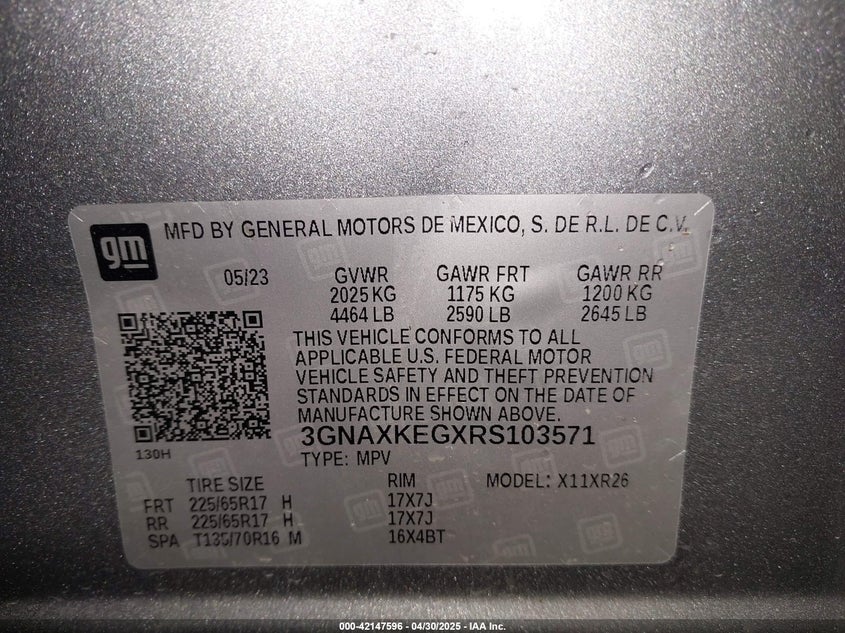 gm MFD BY GENERAL MOTORS DE MEXICO, S. DE R.L. DE C.V.
05/23 GVWR GAWR FRT GAWR RR
2025 KG 1175 KG 1200 KG
4464 LB 2590 LB 2645 LB
THIS VEHICLE CONFORMS TO ALL
APPLICABLE U.S. FEDERAL MOTOR
VEHICLE SAFETY AND THEFT PREVENTION
STANDARDS IN EFFECT ON THE DATE OF
MANUFACTURE SHOWN ABOVE.
3GNAXKEGXRS103571
130H
TYPE: MPV
TIRE SIZE RIM MODEL: X11XR26
FRT 225/65R17 H 17X7J
RR 225/65R17 H 17X7J
SPA T135/70R16 M 16X4BT
000-42147596 - 04/30/2025 - IAA Inc.